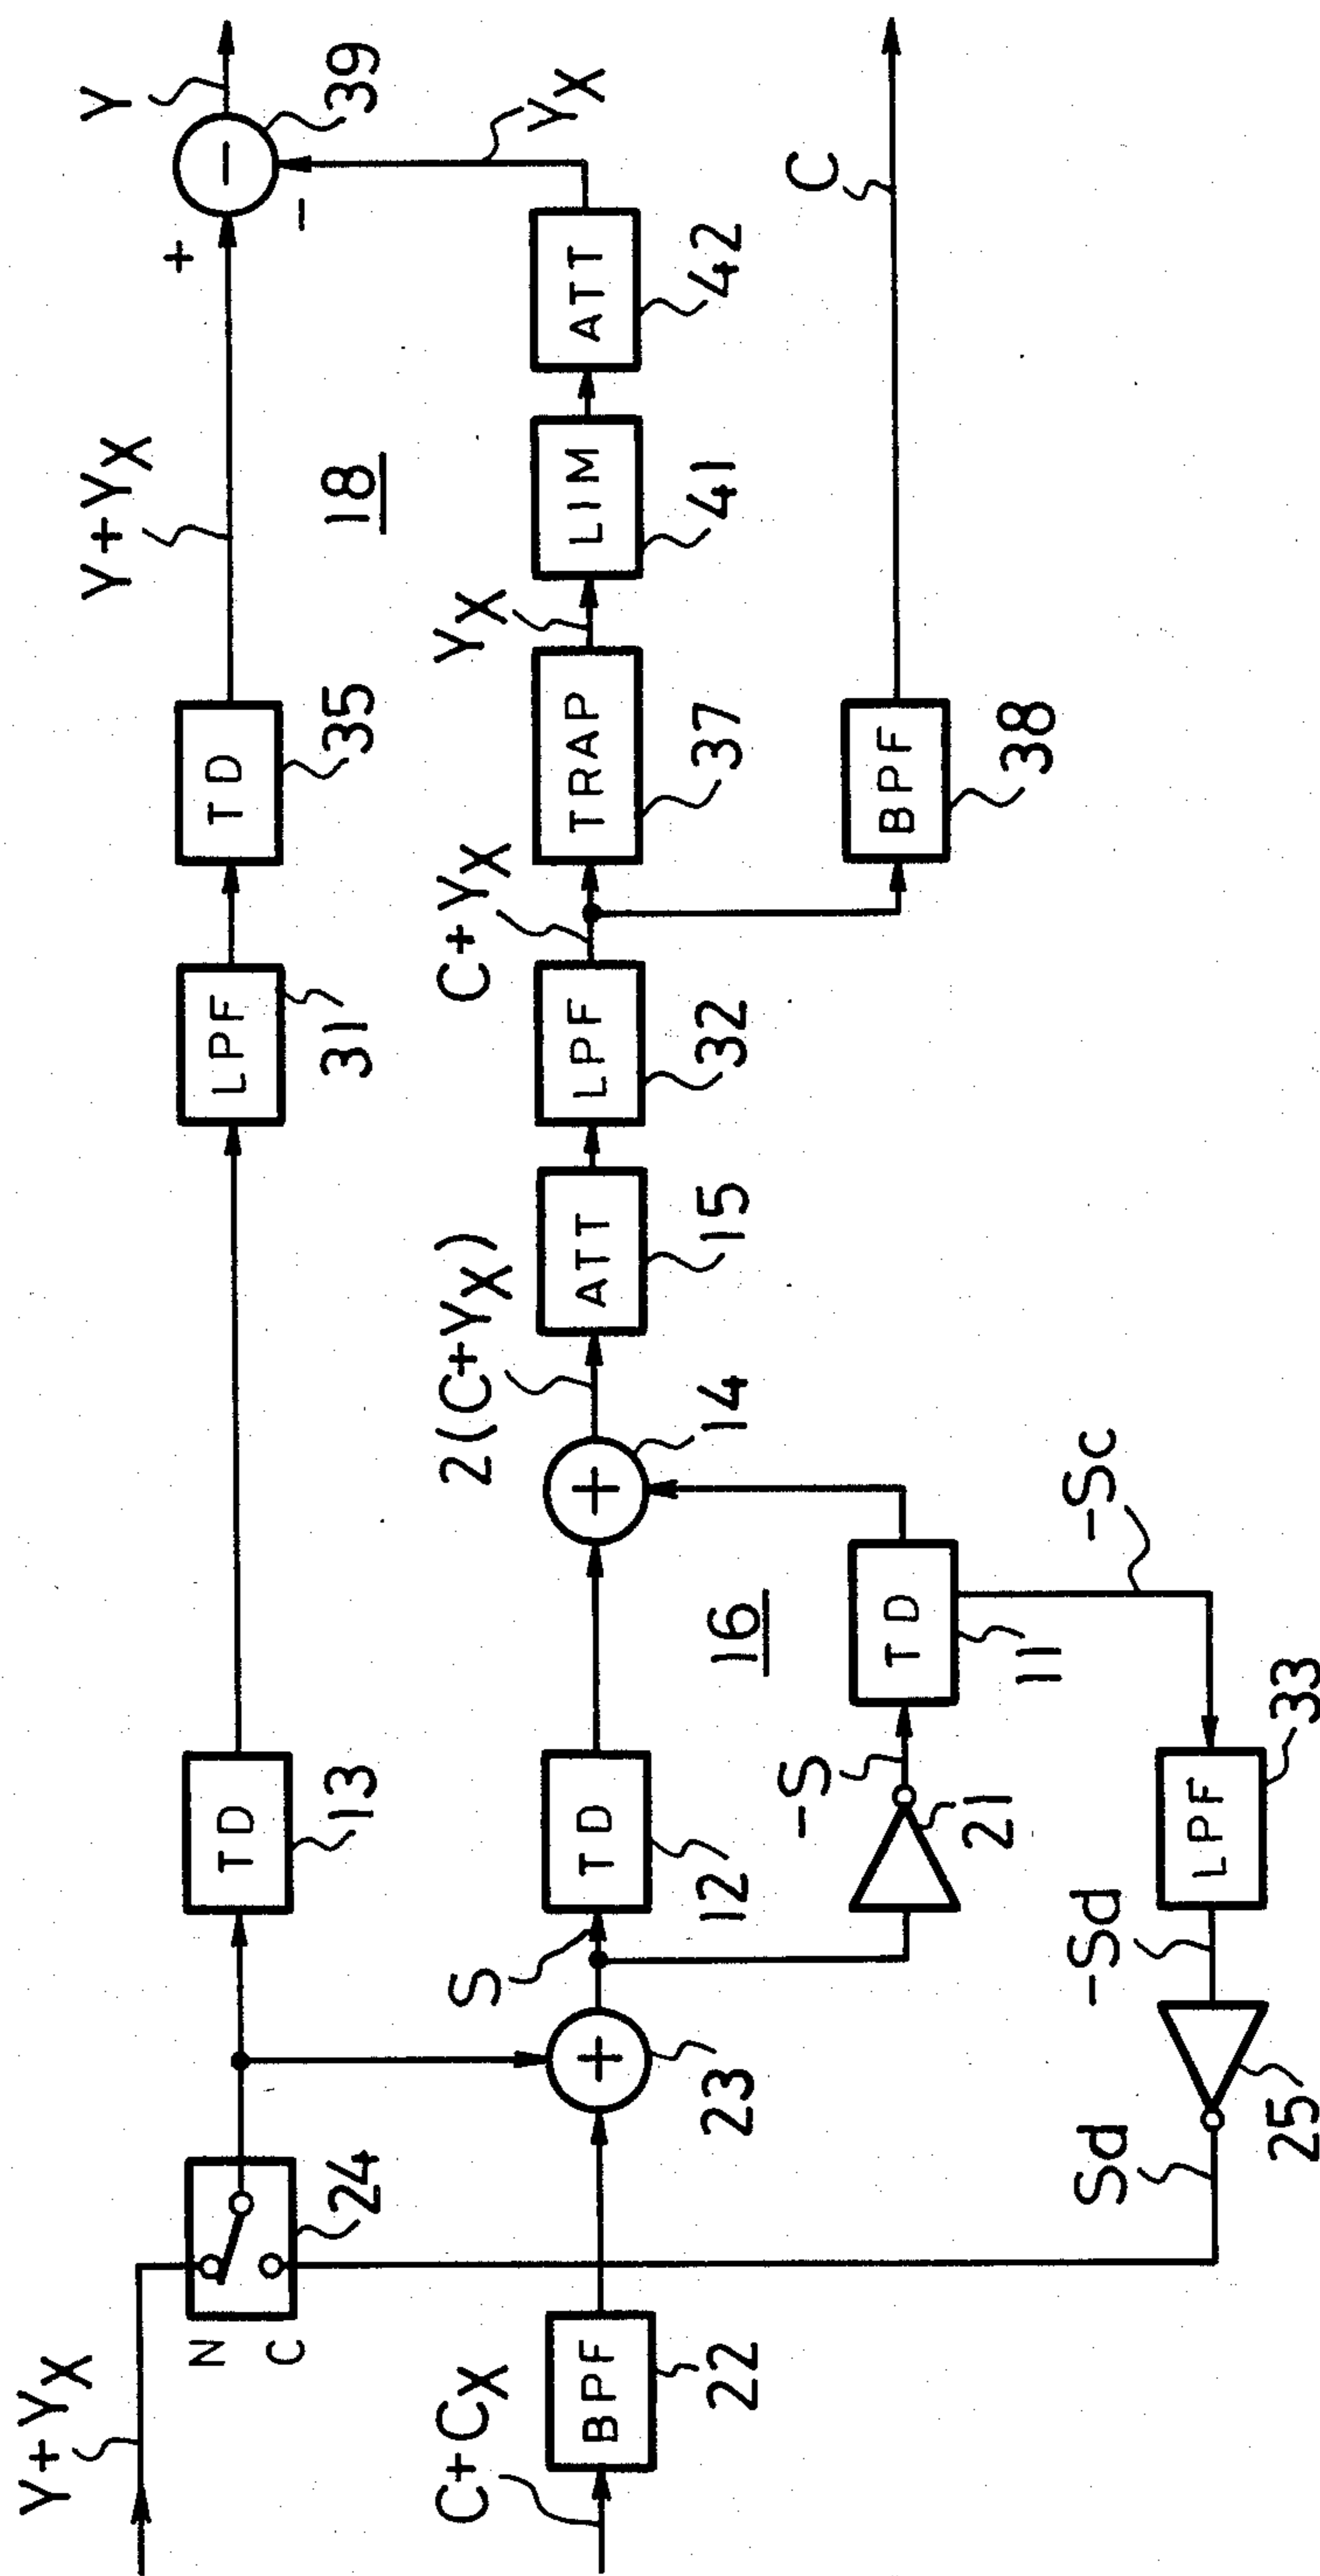 Y+YX
N
C
24
TD
13
LPF
31
TD
35
Y+YX
+
−
−
Y
39
18
C+CX
BPF
22
+
23
S
TD
12
+
14
2(C+YX)
ATT
15
LPF
32
C+YX
TRAP
37
YX
LIM
41
ATT
42
YX
16
-S
21
TD
11
-Sc
BPF
38
C
Sd
25
-Sd
LPF
33